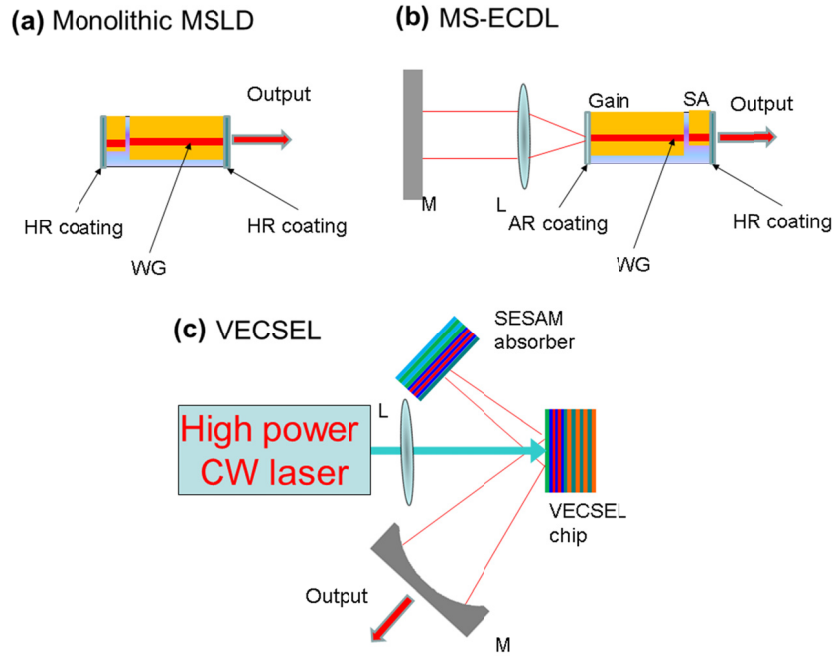 (a) Monolithic MSLD
Output
HR coating
HR coating
WG
(b) MS-ECDL
Gain
SA
Output
M
L
AR coating
HR coating
WG
(c) VECSEL
SESAM
absorber
L
High power
CW laser
VECSEL
chip
Output
M